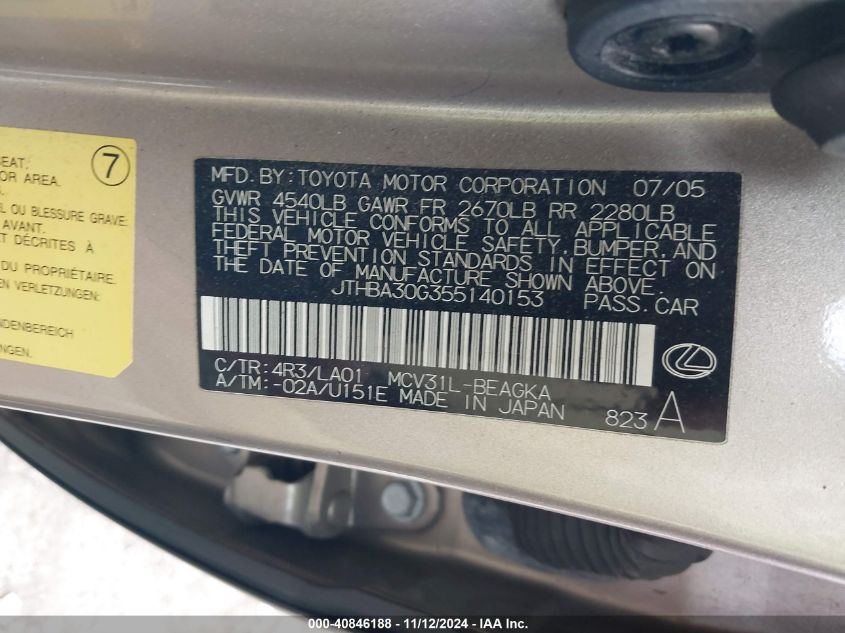 SEAT.
OR AREA.
S.
L OU BLESSURE GRAVE
AVANT.
ET DÉCRITES À
DU PROPRIÉTAIRE.
EN VERLETZUNGEN:
NDENBEREICH
NGEN.
7
MFD. BY: TOYOTA MOTOR CORPORATION 07/05
GVWR 4540LB GAWR FR 2670LB RR 2280LB
THIS VEHICLE CONFORMS TO ALL APPLICABLE
FEDERAL MOTOR VEHICLE SAFETY, BUMPER, AND
THEFT PREVENTION STANDARDS IN EFFECT ON
THE DATE OF MANUFACTURE SHOWN ABOVE.
JTHBA30G355140153 PASS.CAR
C/TR: 4R3/LA01 MCV31L-BEAGKA
A/TM: -02A/U151E MADE IN JAPAN 823 A
000-40846188 - 11/12/2024 - IAA Inc.